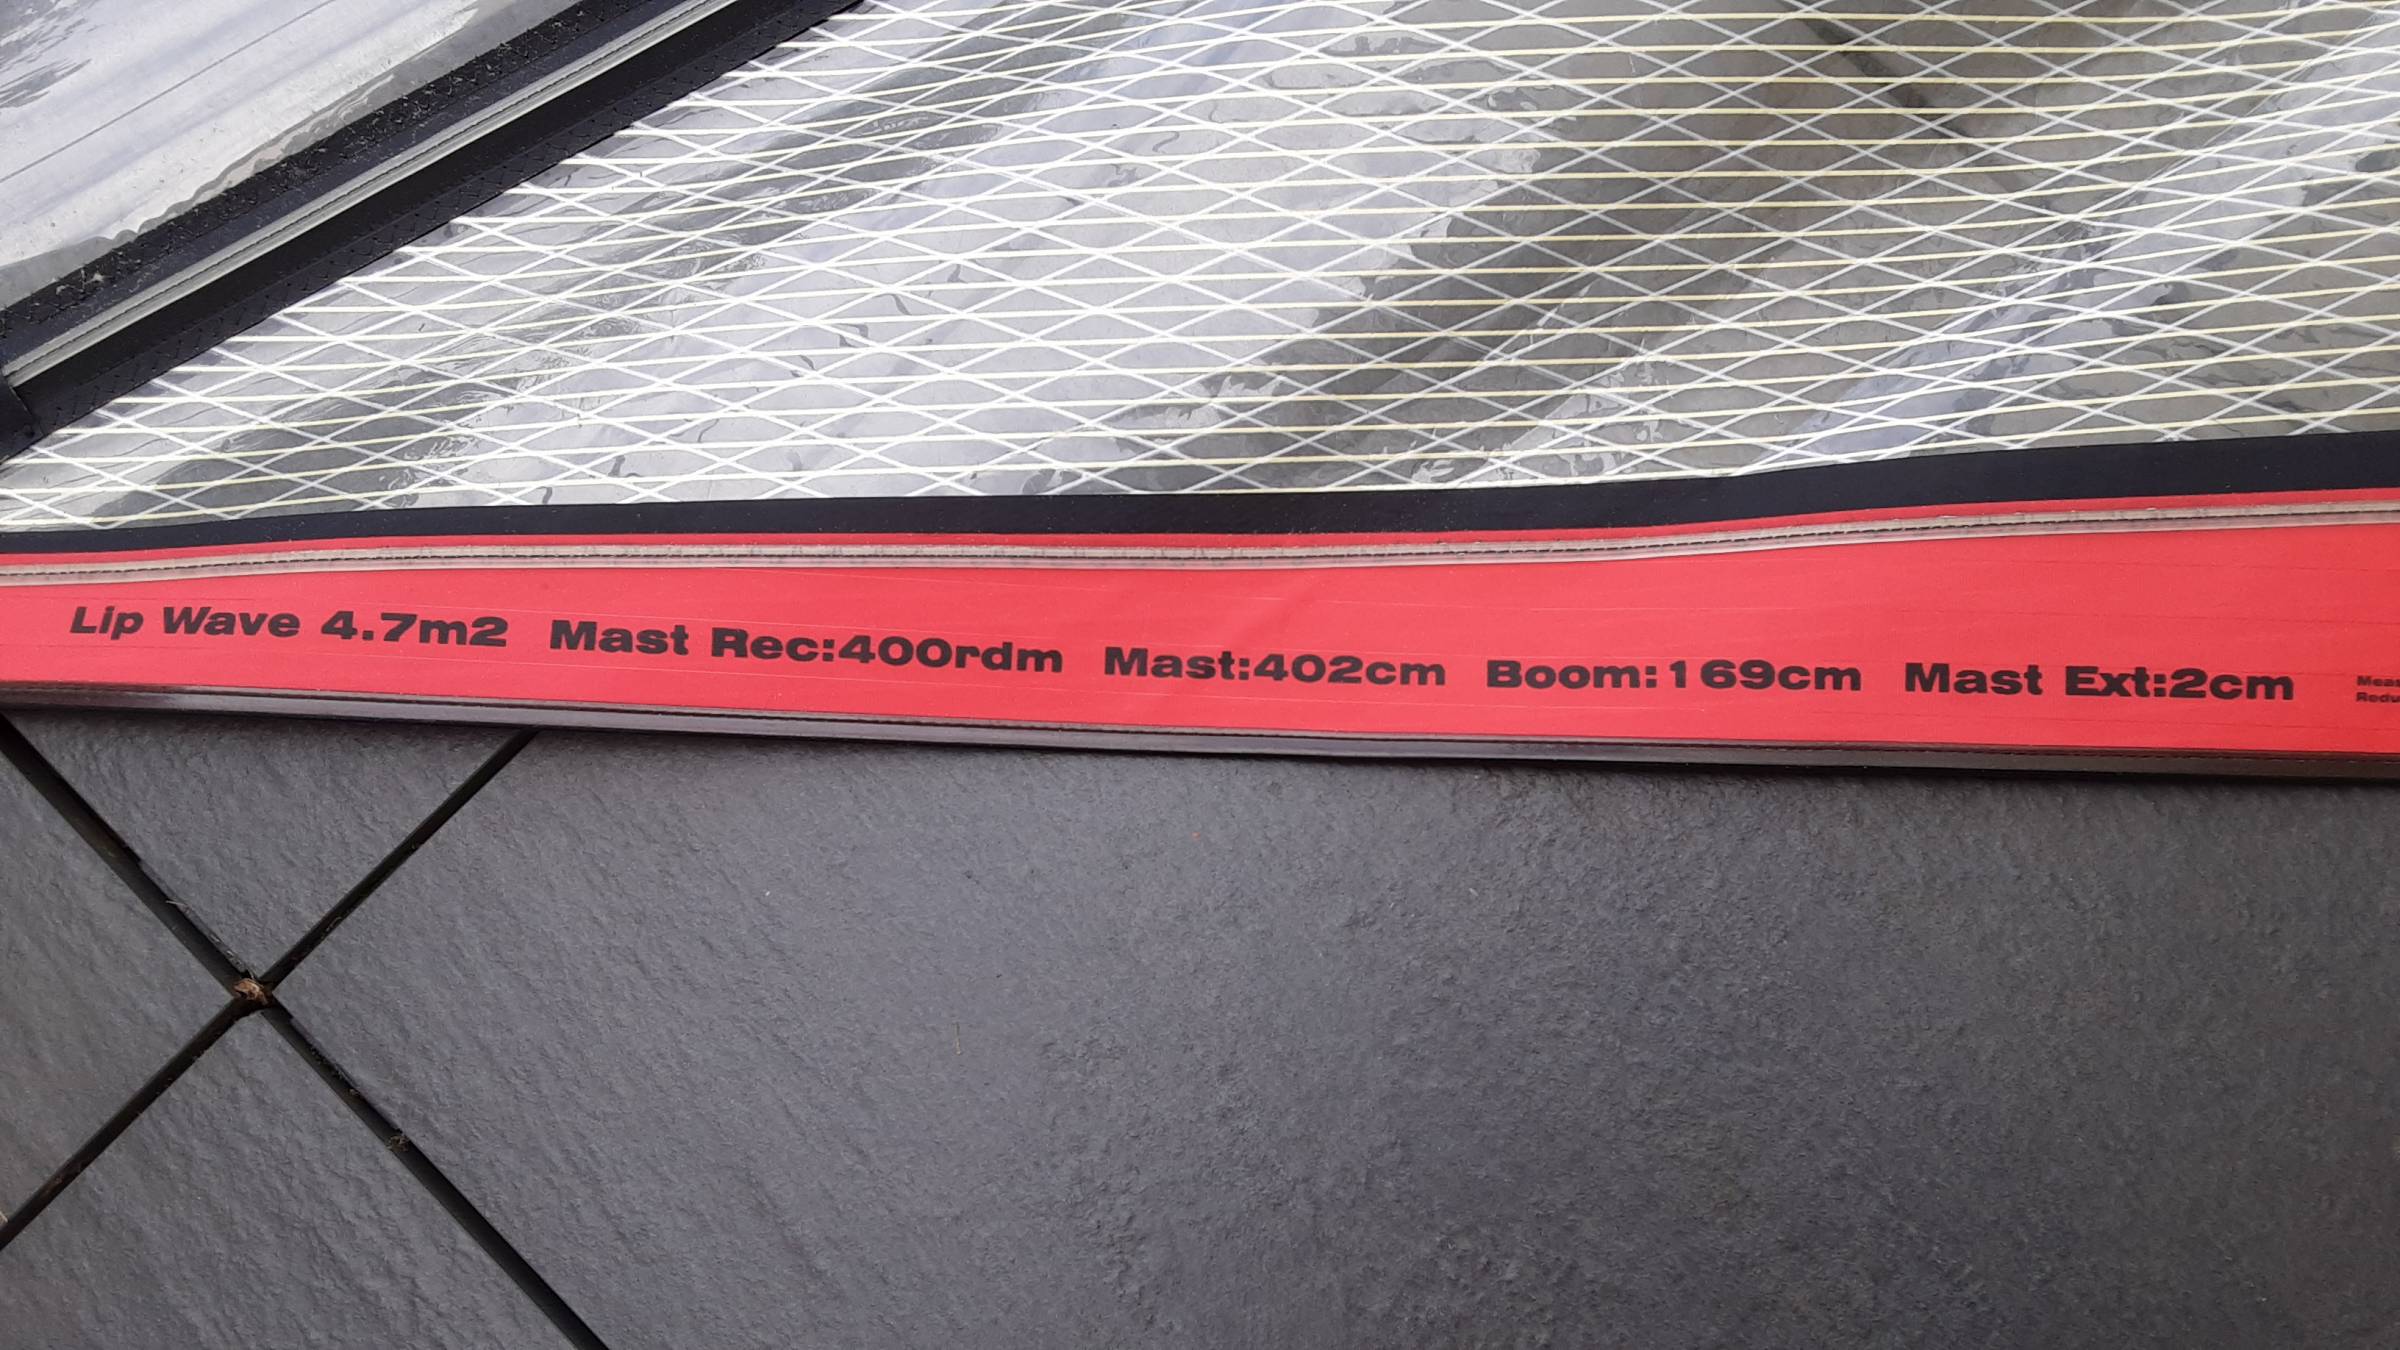 Lip Wave 4.7m2 Mast Rec:400rdm Mast:402cm Boom:169cm Mast Ext:2cm